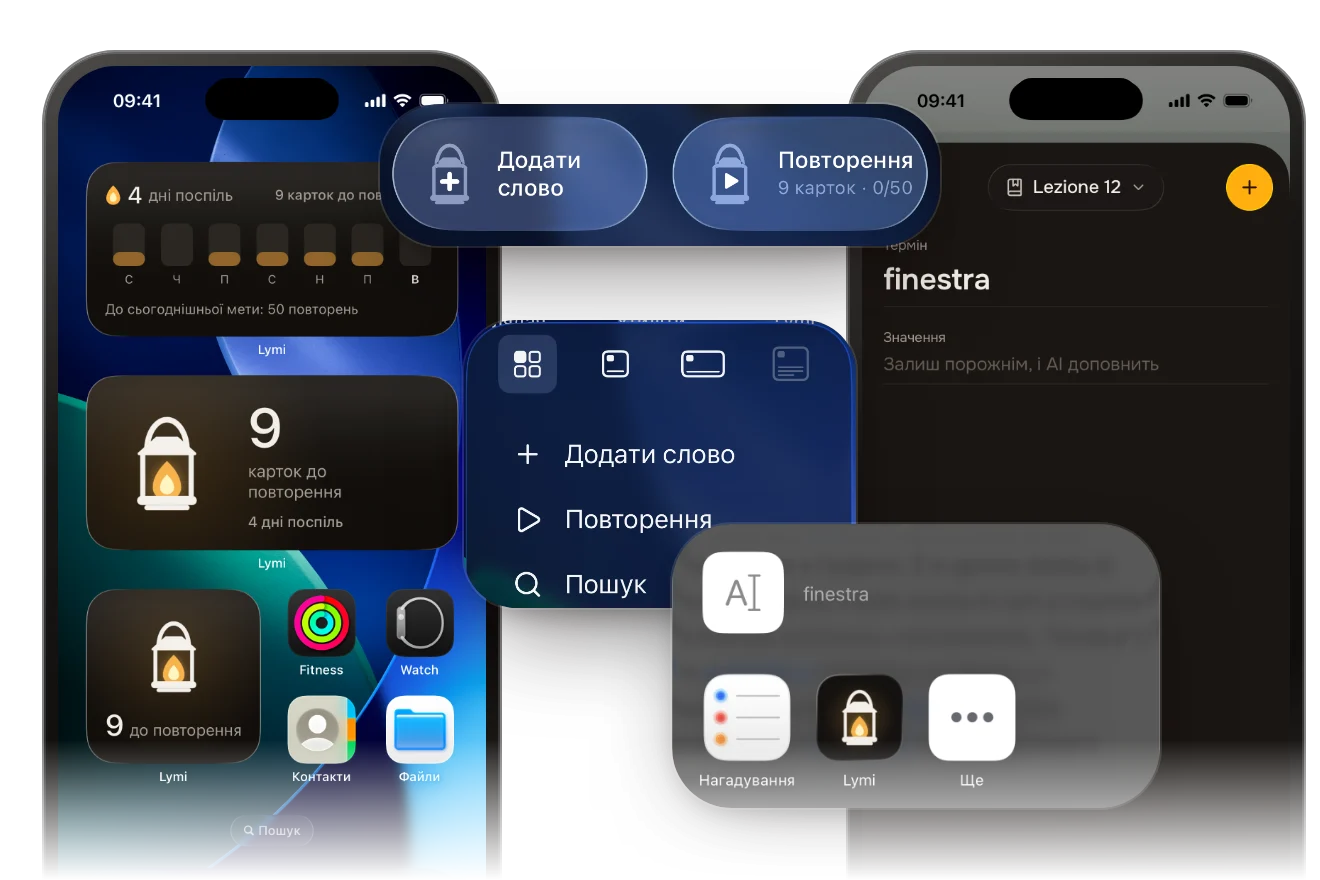 09:41
4 дні поспіль
9 карток до пов
С Ч П С Н П В
До сьогоднішньої мети: 50 повторень
Lymi
9
карток до
повторення
4 дні поспіль
Lymi
9 до повторення
Lymi
Fitness
Watch
Контакти
Файли
Пошук
Додати
слово
Повторення
9 карток · 0/50
Додати слово
Повторення
Пошук
09:41
Lezione 12
Термін
finestra
Значення
Залиш порожнім, і AI доповнить
A
finestra
Нагадування
Lymi
Ще